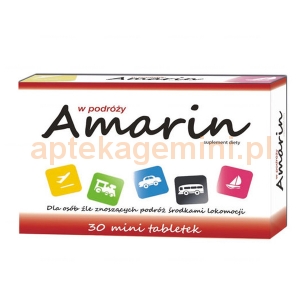 w podróży
Amarin
suplement diety
aptekagemini.pl
Dla osób źle znoszących podróż środkami lokomocji
30 mini tabletek